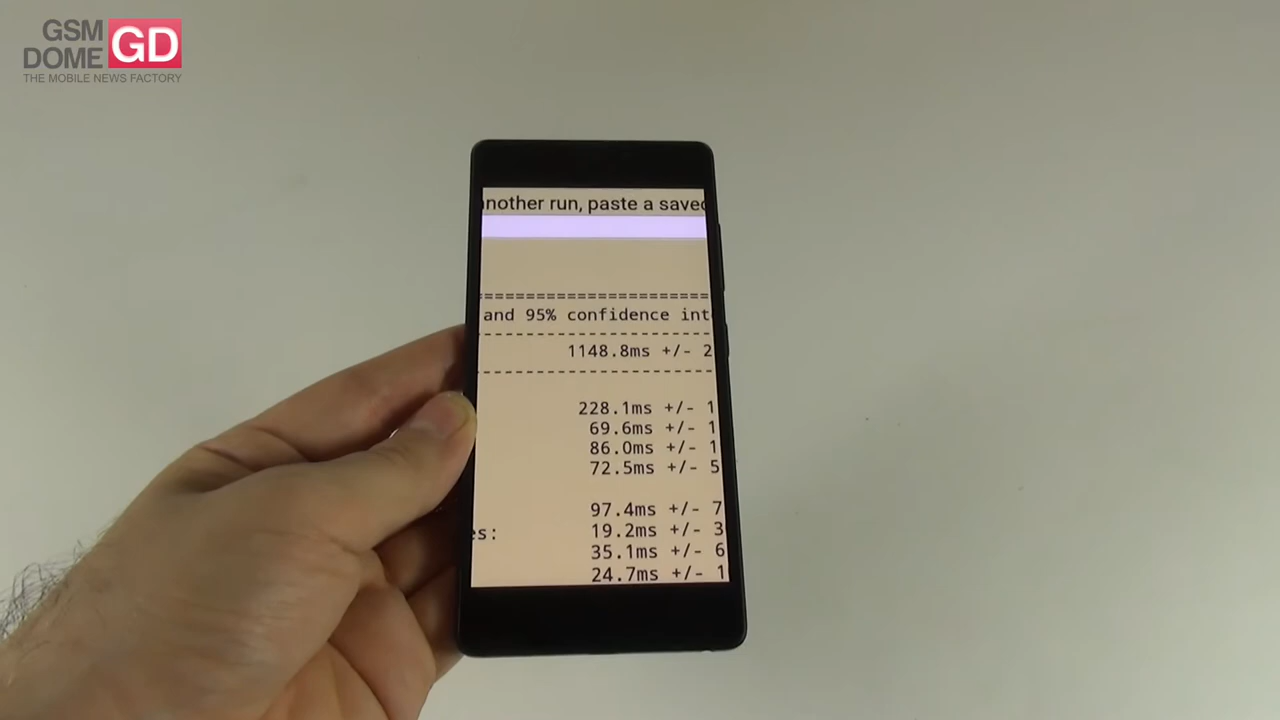 GSM
DOME GD
THE MOBILE NEWS FACTORY
another run, paste a saved
================================
and 95% confidence int
--------------------------------
1148.8ms +/- 2
--------------------------------
228.1ms +/- 1
69.6ms +/- 1
86.0ms +/- 1
72.5ms +/- 5
97.4ms +/- 7
es: 19.2ms +/- 3
35.1ms +/- 6
24.7ms +/- 1